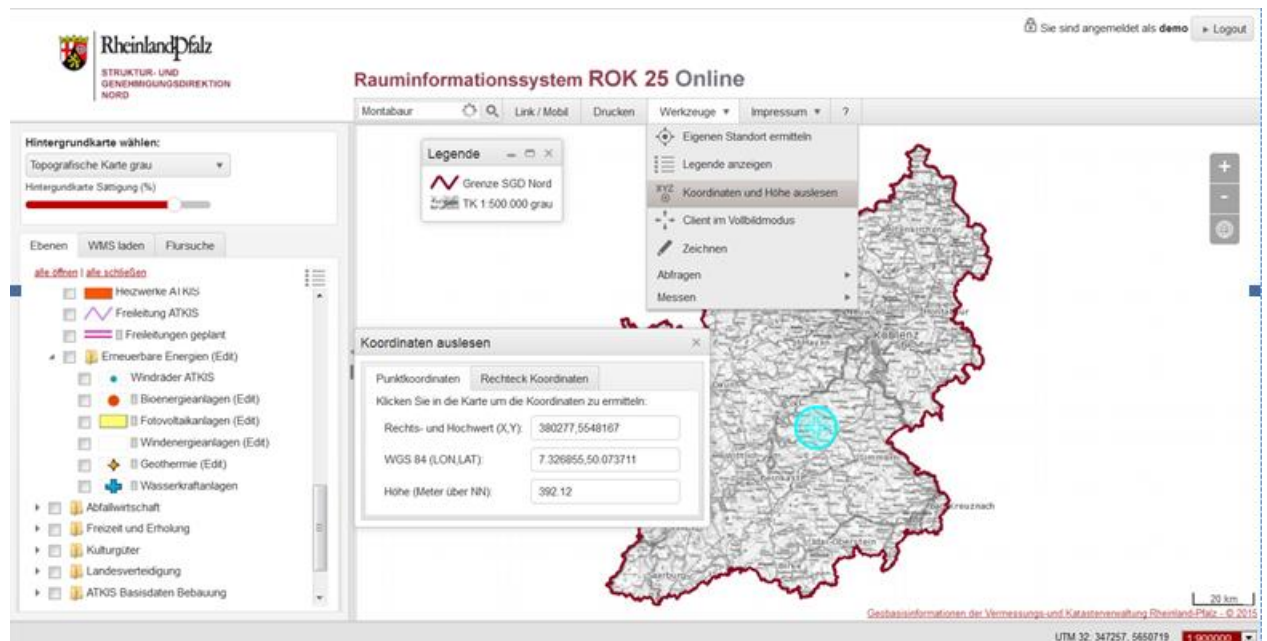 RheinlandPfalz
STRUKTUR- UND
GENEHMIGUNGSDIREKTION
NORD
Sie sind angemeldet als demo
Logout
Rauminformationssystem ROK 25 Online
Montabaur Link / Mobil Drucken Werkzeuge Impressum ?
Hintergrundkarte wählen:
Topografische Karte grau
Hintergundkarte Sättigung (%)
Ebenen WMS laden Flursuche
alle öffnen | alle schließen
Heizwerke ATKIS
Freileitung ATKIS
Freileitungen geplant
Erneuerbare Energien (Edit)
Windräder ATKIS
Bioenergieanlagen (Edit)
Fotovoltaikanlagen (Edit)
Windenergieanlagen (Edit)
Geothermie (Edit)
Wasserkraftanlagen
Abfallwirtschaft
Freizeit und Erholung
Kulturgüter
Landesverteidigung
ATKIS Basisdaten Bebauung
Legende
Grenze SGD Nord
TK 1:500.000 grau
Eigenen Standort ermitteln
Legende anzeigen
XYZ Koordinaten und Höhe auslesen
Client im Vollbildmodus
Zeichnen
Abfragen
Messen
+
-
Koordinaten auslesen
Punktkoordinaten Rechteck Koordinaten
Klicken Sie in die Karte um die Koordinaten zu ermitteln:
Rechts- und Hochwert (X,Y): 380277,5548167
WGS 84 (LON,LAT): 7.326855,50.073711
Höhe (Meter über NN): 392.12
Koblenz
20 km
Geobasisinformationen der Vermessungs-und Katasterverwaltung Rheinland-Pfalz - © 2015
UTM 32: 347257, 5650719 1:900000